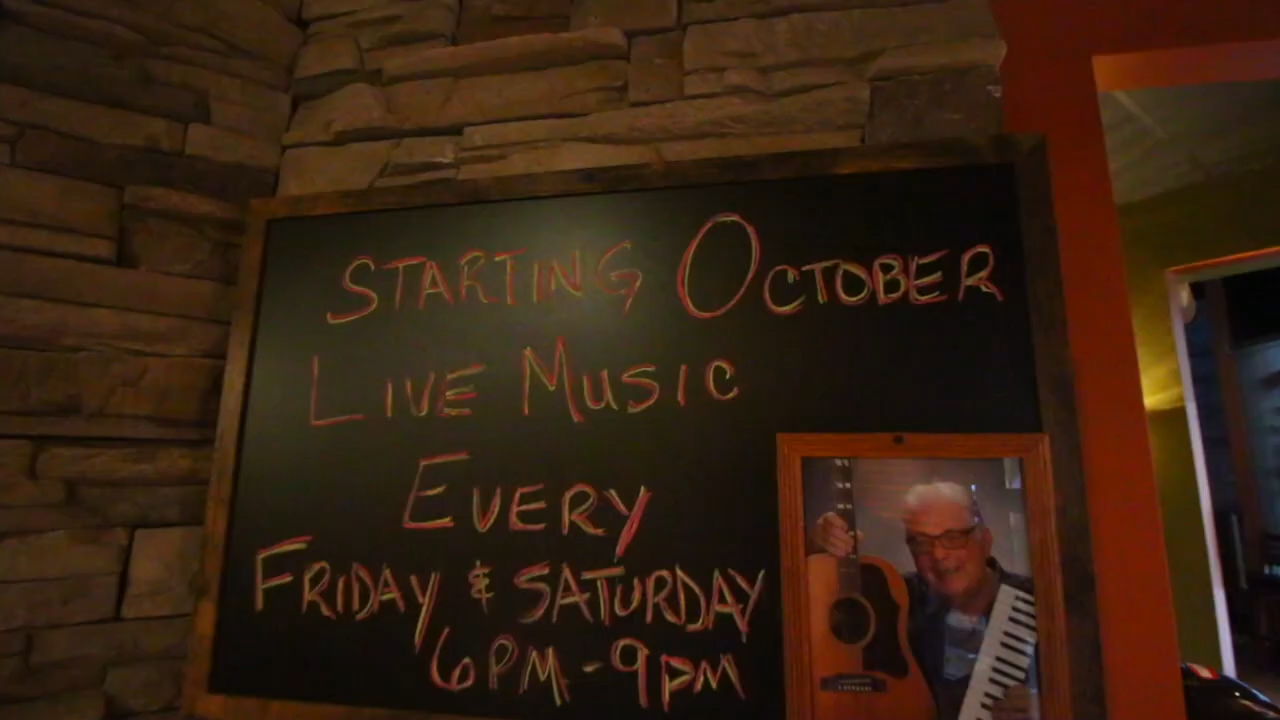 STARTING OCTOBER
LIVE MUSIC
EVERY
FRIDAY & SATURDAY
6PM-9PM